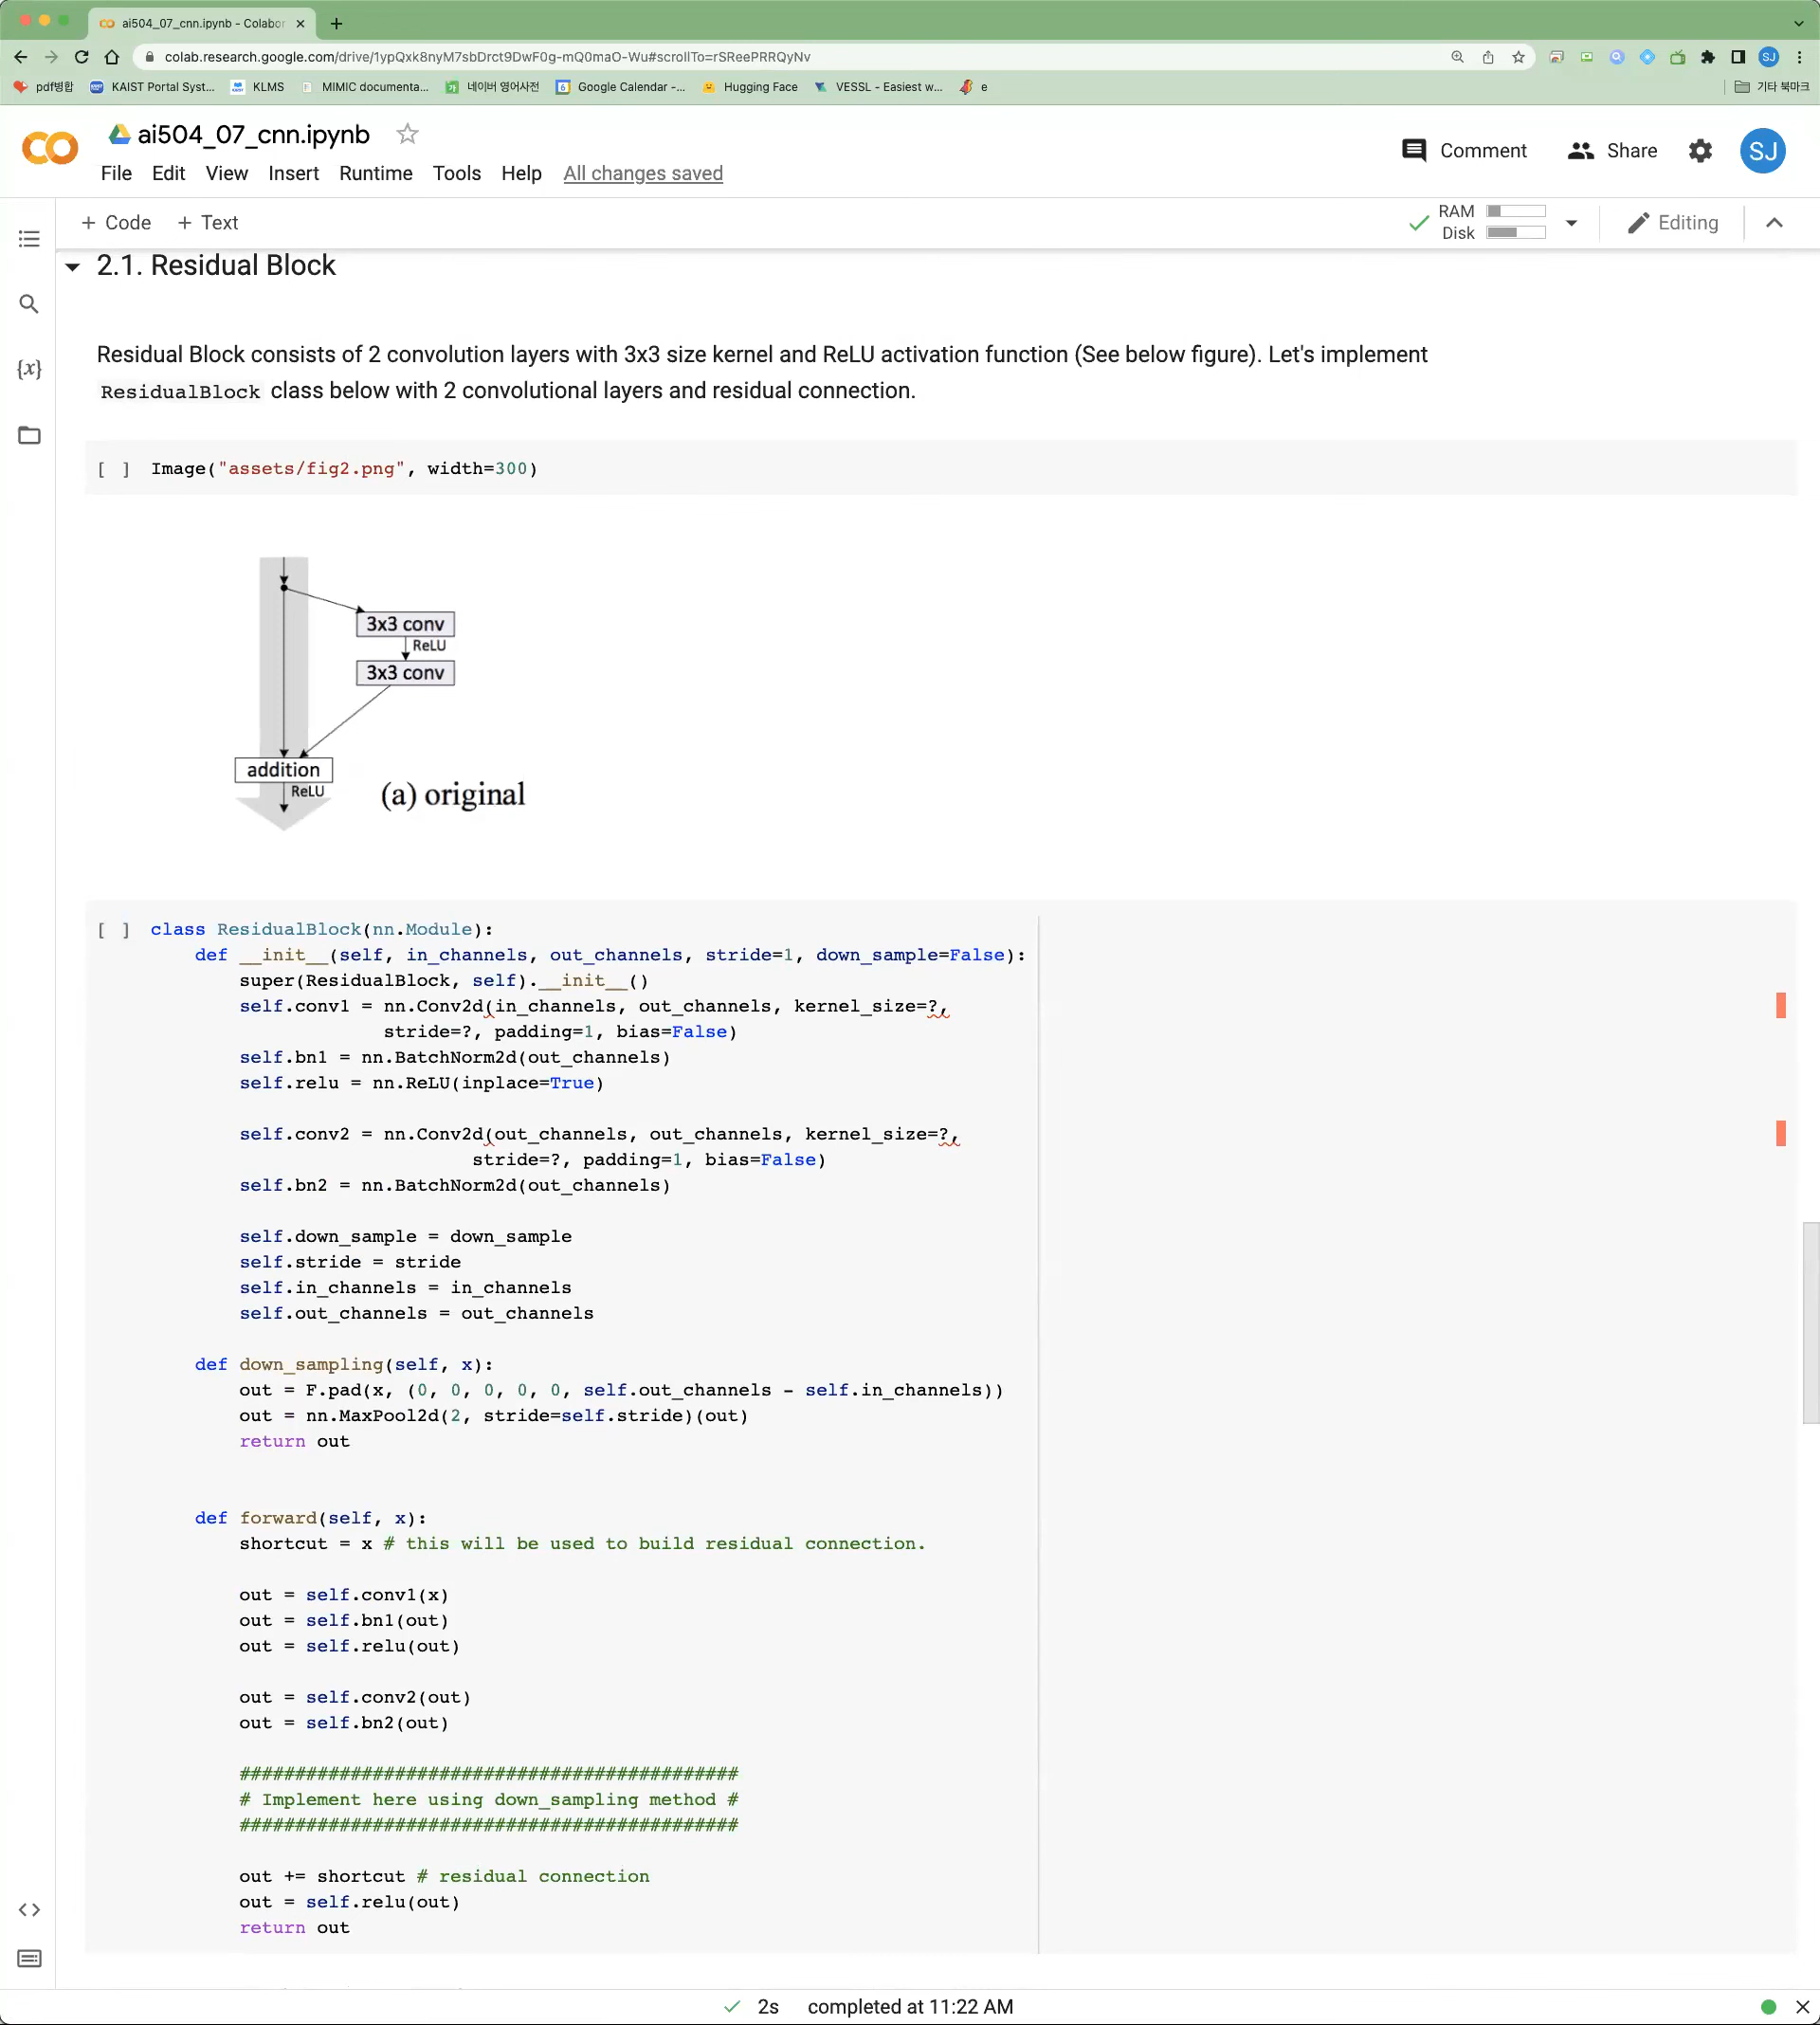 ai504_07_cnn.ipynb - Colabor
colab.research.google.com/drive/1ypQxk8nyM7sbDrct9DwF0g-mQ0maO-Wu#scrollTo=rSReePRRQyNv
SJ
pdf병합
KAIST Portal Syst...
KLMS
MIMIC documenta...
네이버 영어사전
Google Calendar -...
Hugging Face
VESSL - Easiest w...
e
기타 북마크
ai504_07_cnn.ipynb
Comment
Share
SJ
File Edit View Insert Runtime Tools Help All changes saved
+ Code + Text
RAM
Disk
Editing
2.1. Residual Block
{x}
Residual Block consists of 2 convolution layers with 3x3 size kernel and ReLU activation function (See below figure). Let's implement
ResidualBlock class below with 2 convolutional layers and residual connection.
[ ] Image("assets/fig2.png", width=300)
3x3 conv
ReLU
3x3 conv
addition
ReLU
(a) original
[ ] class ResidualBlock(nn.Module):
def __init__(self, in_channels, out_channels, stride=1, down_sample=False):
super(ResidualBlock, self).__init__()
self.conv1 = nn.Conv2d(in_channels, out_channels, kernel_size=?,
stride=?, padding=1, bias=False)
self.bn1 = nn.BatchNorm2d(out_channels)
self.relu = nn.ReLU(inplace=True)
self.conv2 = nn.Conv2d(out_channels, out_channels, kernel_size=?,
stride=?, padding=1, bias=False)
self.bn2 = nn.BatchNorm2d(out_channels)
self.down_sample = down_sample
self.stride = stride
self.in_channels = in_channels
self.out_channels = out_channels
def down_sampling(self, x):
out = F.pad(x, (0, 0, 0, 0, 0, self.out_channels - self.in_channels))
out = nn.MaxPool2d(2, stride=self.stride)(out)
return out
def forward(self, x):
shortcut = x # this will be used to build residual connection.
out = self.conv1(x)
out = self.bn1(out)
out = self.relu(out)
out = self.conv2(out)
out = self.bn2(out)
#############################################
# Implement here using down_sampling method #
#############################################
out += shortcut # residual connection
out = self.relu(out)
return out
2s completed at 11:22 AM